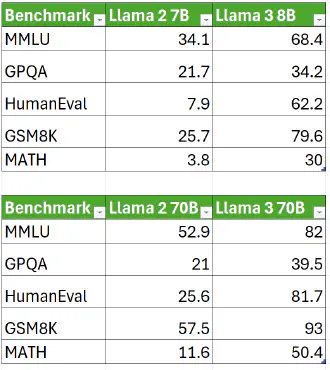 Benchmark Llama 2 7B Llama 3 8B
MMLU 34.1 68.4
GPQA 21.7 34.2
HumanEval 7.9 62.2
GSM8K 25.7 79.6
MATH 3.8 30
Benchmark Llama 2 70B Llama 3 70B
MMLU 52.9 82
GPQA 21 39.5
HumanEval 25.6 81.7
GSM8K 57.5 93
MATH 11.6 50.4